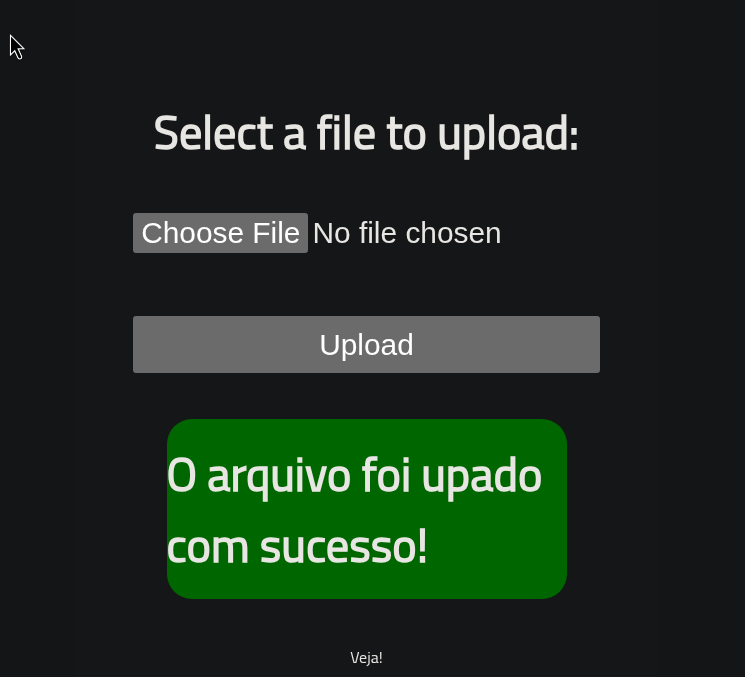 Select a file to upload:
Choose File No file chosen
Upload
O arquivo foi upado
com sucesso!
Veja!